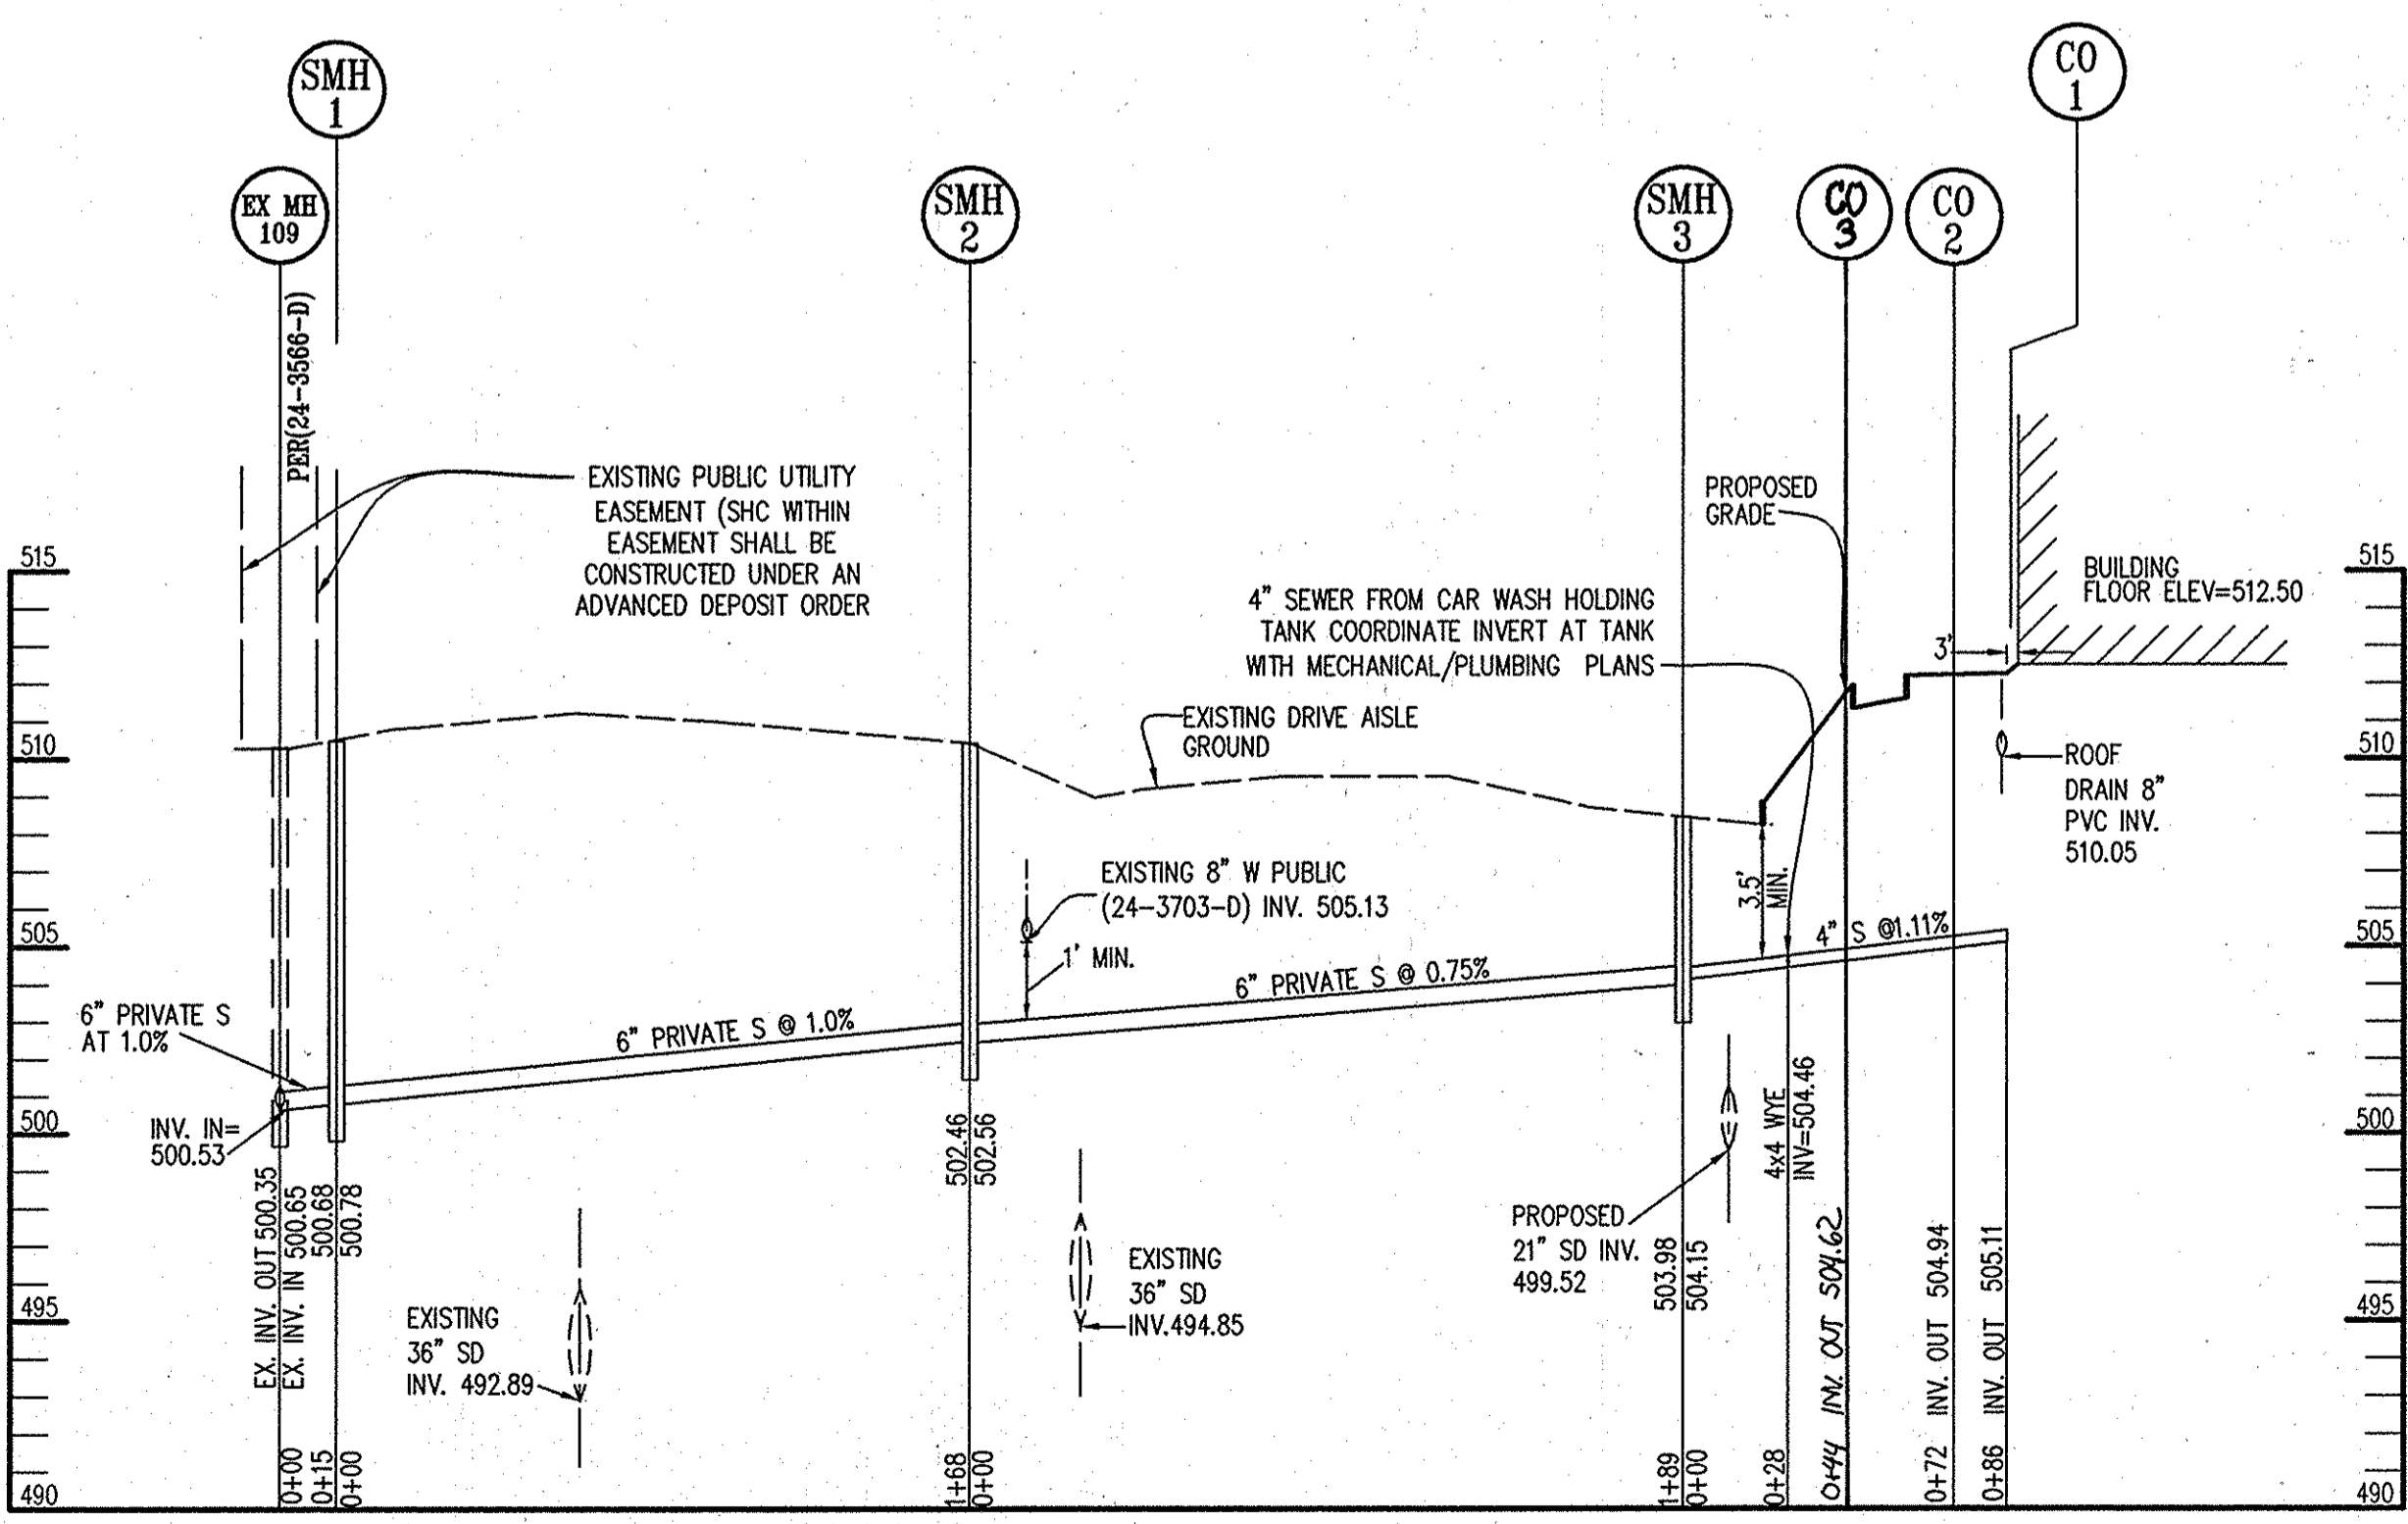 SMH
1
CO
1
EX MH
109
SMH
2
SMH
3
CO
3
CO
2
PER(24-3566-D)
EXISTING PUBLIC UTILITY
EASEMENT (SHC WITHIN
EASEMENT SHALL BE
CONSTRUCTED UNDER AN
ADVANCED DEPOSIT ORDER
PROPOSED
GRADE
515
515
BUILDING
FLOOR ELEV=512.50
4" SEWER FROM CAR WASH HOLDING
TANK COORDINATE INVERT AT TANK
WITH MECHANICAL/PLUMBING PLANS
3'
EXISTING DRIVE AISLE
GROUND
510
510
ROOF
DRAIN 8"
PVC INV.
510.05
EXISTING 8" W PUBLIC
(24-3703-D) INV. 505.13
1' MIN.
3.5'
MIN.
505
505
4" S @1.11%
6" PRIVATE S @ 0.75%
6" PRIVATE S @ 1.0%
6" PRIVATE S
AT 1.0%
INV. IN=
500.53
500
500
EX. INV. OUT 500.35
EX. INV. IN 500.65
500.68
500.78
502.46
502.56
503.98
504.15
4x4 WYE
INV=504.46
0+44 INV. OUT 504.62
0+72 INV. OUT 504.94
0+86 INV. OUT 505.11
PROPOSED
21" SD INV.
499.52
EXISTING
36" SD
INV.494.85
EXISTING
36" SD
INV. 492.89
495
495
490
0+00
0+15
0+00
1+68
0+00
1+89
0+00
0+28
490